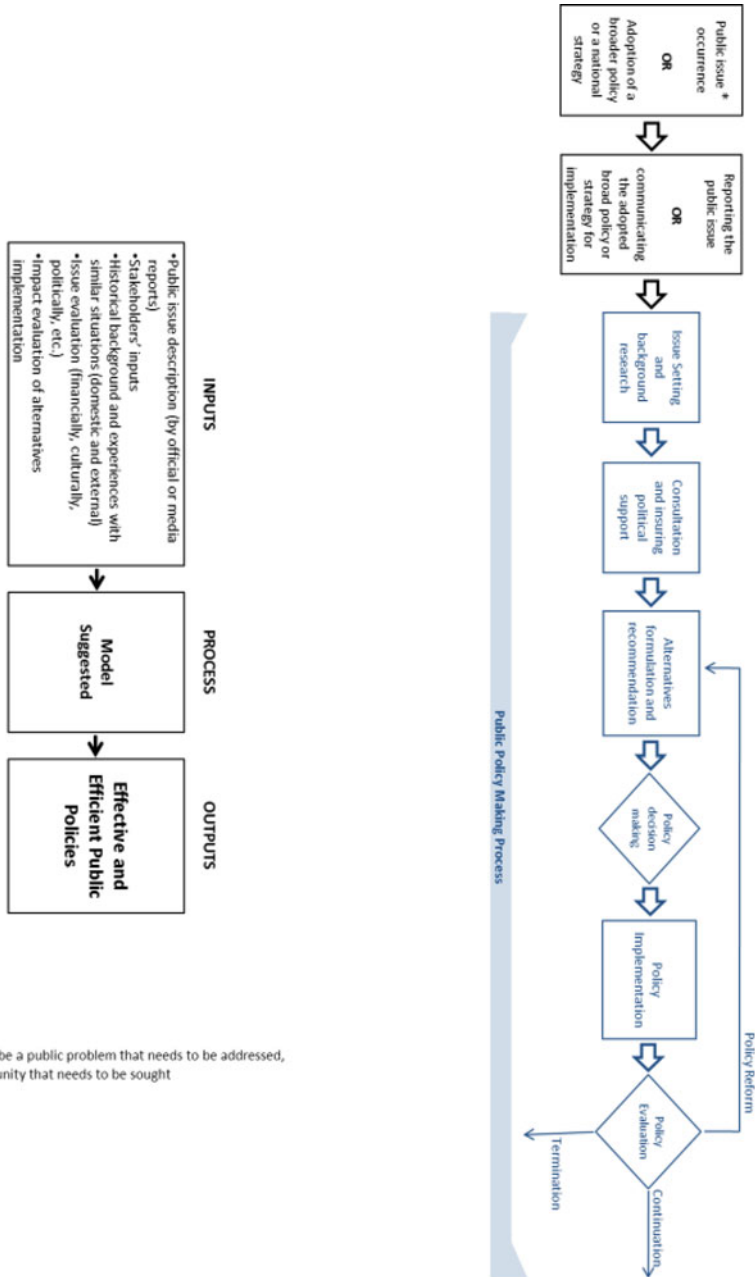 Public issue *
occurrence
OR
Adoption of a
broader policy
or a national
strategy
Reporting the
public issue
OR
communicating
the adopted
broad policy or
strategy for
implementation
Issue Setting
and
background
research
Consultation
and insuring
political
support
Alternatives
formulation and
recommendation
Policy
decision
making
Policy
Implementation
Policy
Evaluation
Policy Reform
Continuation
Termination
Public Policy Making Process
INPUTS
•Public issue description (by official or media
reports)
•Stakeholders' inputs
•Historical background and experiences with
similar situations (domestic and external)
•Issue evaluation (financially, culturally,
politically, etc.)
•Impact evaluation of alternatives
implementation
PROCESS
Model
Suggested
OUTPUTS
Effective and
Efficient Public
Policies
be a public problem that needs to be addressed,
unity that needs to be sought